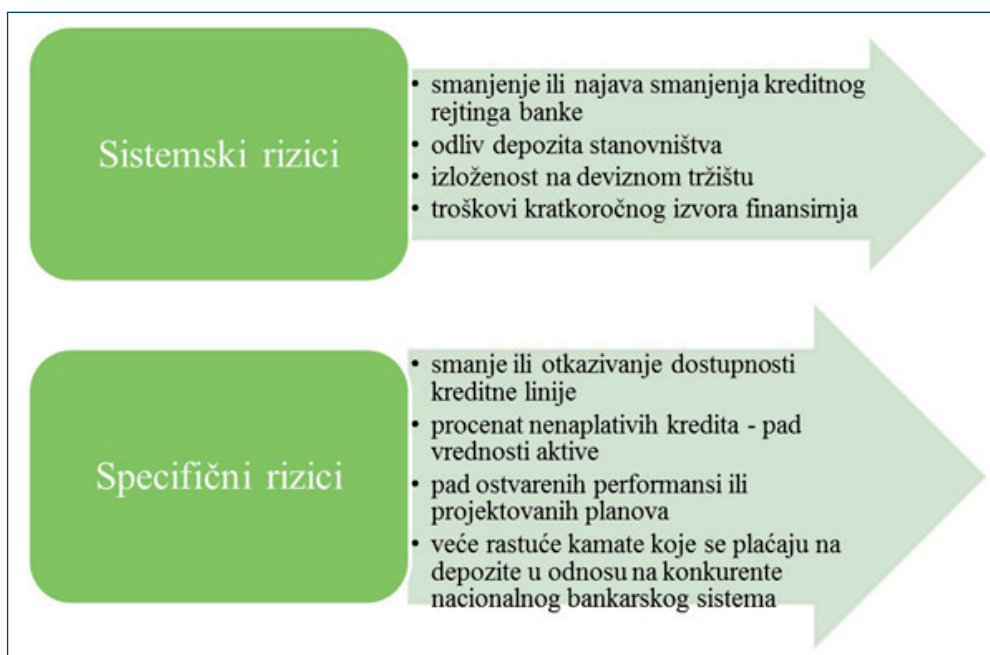 Sistemski rizici
• smanjenje ili najava smanjenja kreditnog
rejtinga banke
• odliv depozita stanovništva
• izloženost na deviznom tržištu
• troškovi kratkoročnog izvora finansirnja
Specifični rizici
• smanje ili otkazivanje dostupnosti
kreditne linije
• procenat nenaplativih kredita - pad
vrednosti aktive
• pad ostvarenih performansi ili
projektovanih planova
• veće rastuće kamate koje se plaćaju na
depozite u odnosu na konkurente
nacionalnog bankarskog sistema